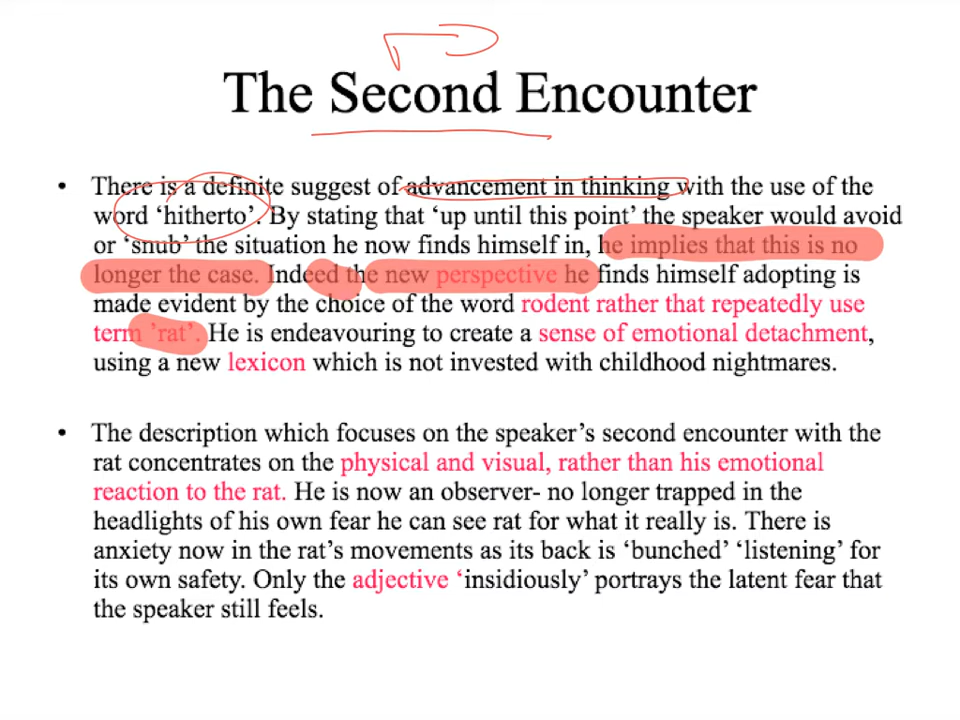 The Second Encounter
• There is a definite suggest of advancement in thinking with the use of the
word ‘hitherto’. By stating that ‘up until this point’ the speaker would avoid
or ‘snub’ the situation he now finds himself in, he implies that this is no
longer the case. Indeed the new perspective he finds himself adopting is
made evident by the choice of the word rodent rather that repeatedly use
term ’rat’. He is endeavouring to create a sense of emotional detachment,
using a new lexicon which is not invested with childhood nightmares.
• The description which focuses on the speaker’s second encounter with the
rat concentrates on the physical and visual, rather than his emotional
reaction to the rat. He is now an observer- no longer trapped in the
headlights of his own fear he can see rat for what it really is. There is
anxiety now in the rat’s movements as its back is ‘bunched’ ‘listening’ for
its own safety. Only the adjective ‘insidiously’ portrays the latent fear that
the speaker still feels.